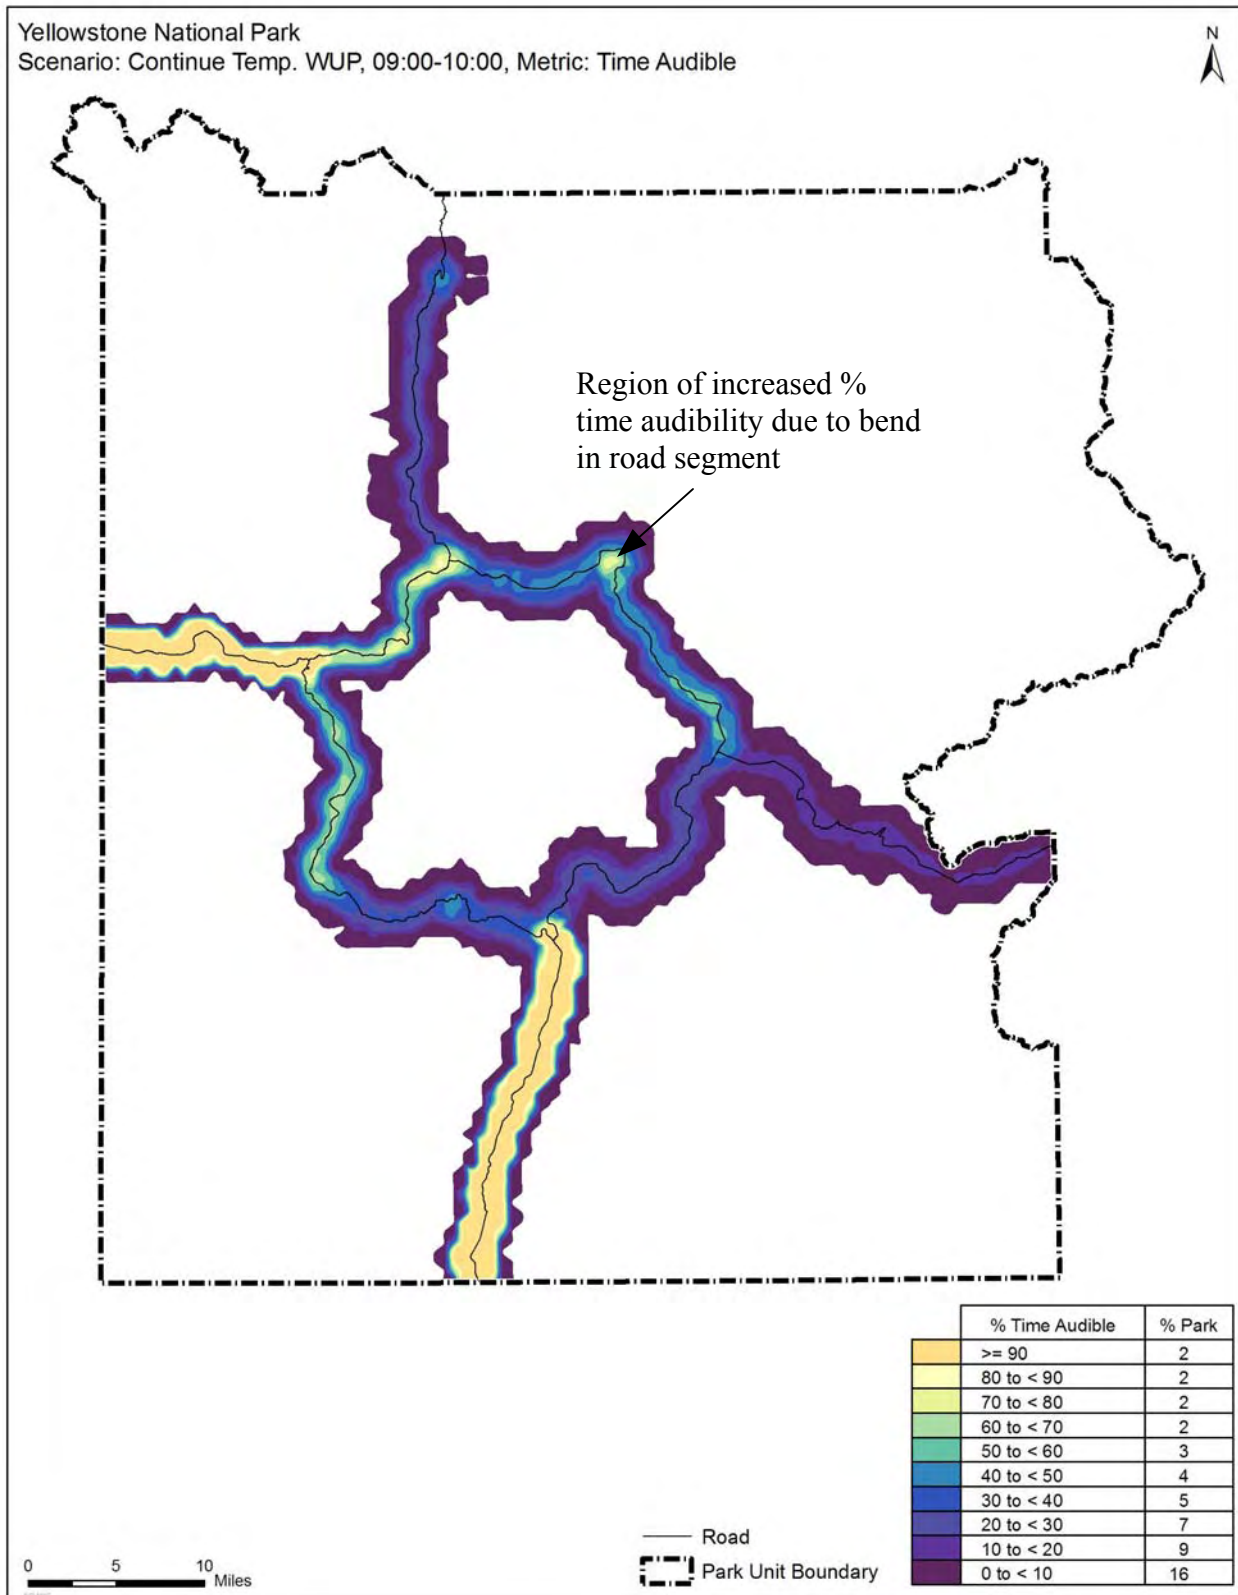 Yellowstone National Park
Scenario: Continue Temp. WUP, 09:00-10:00, Metric: Time Audible
N
Region of increased %
time audibility due to bend
in road segment
% Time Audible % Park
>= 90 2
80 to < 90 2
70 to < 80 2
60 to < 70 2
50 to < 60 3
40 to < 50 4
30 to < 40 5
20 to < 30 7
10 to < 20 9
0 to < 10 16
Road
Park Unit Boundary
0 5 10
Miles